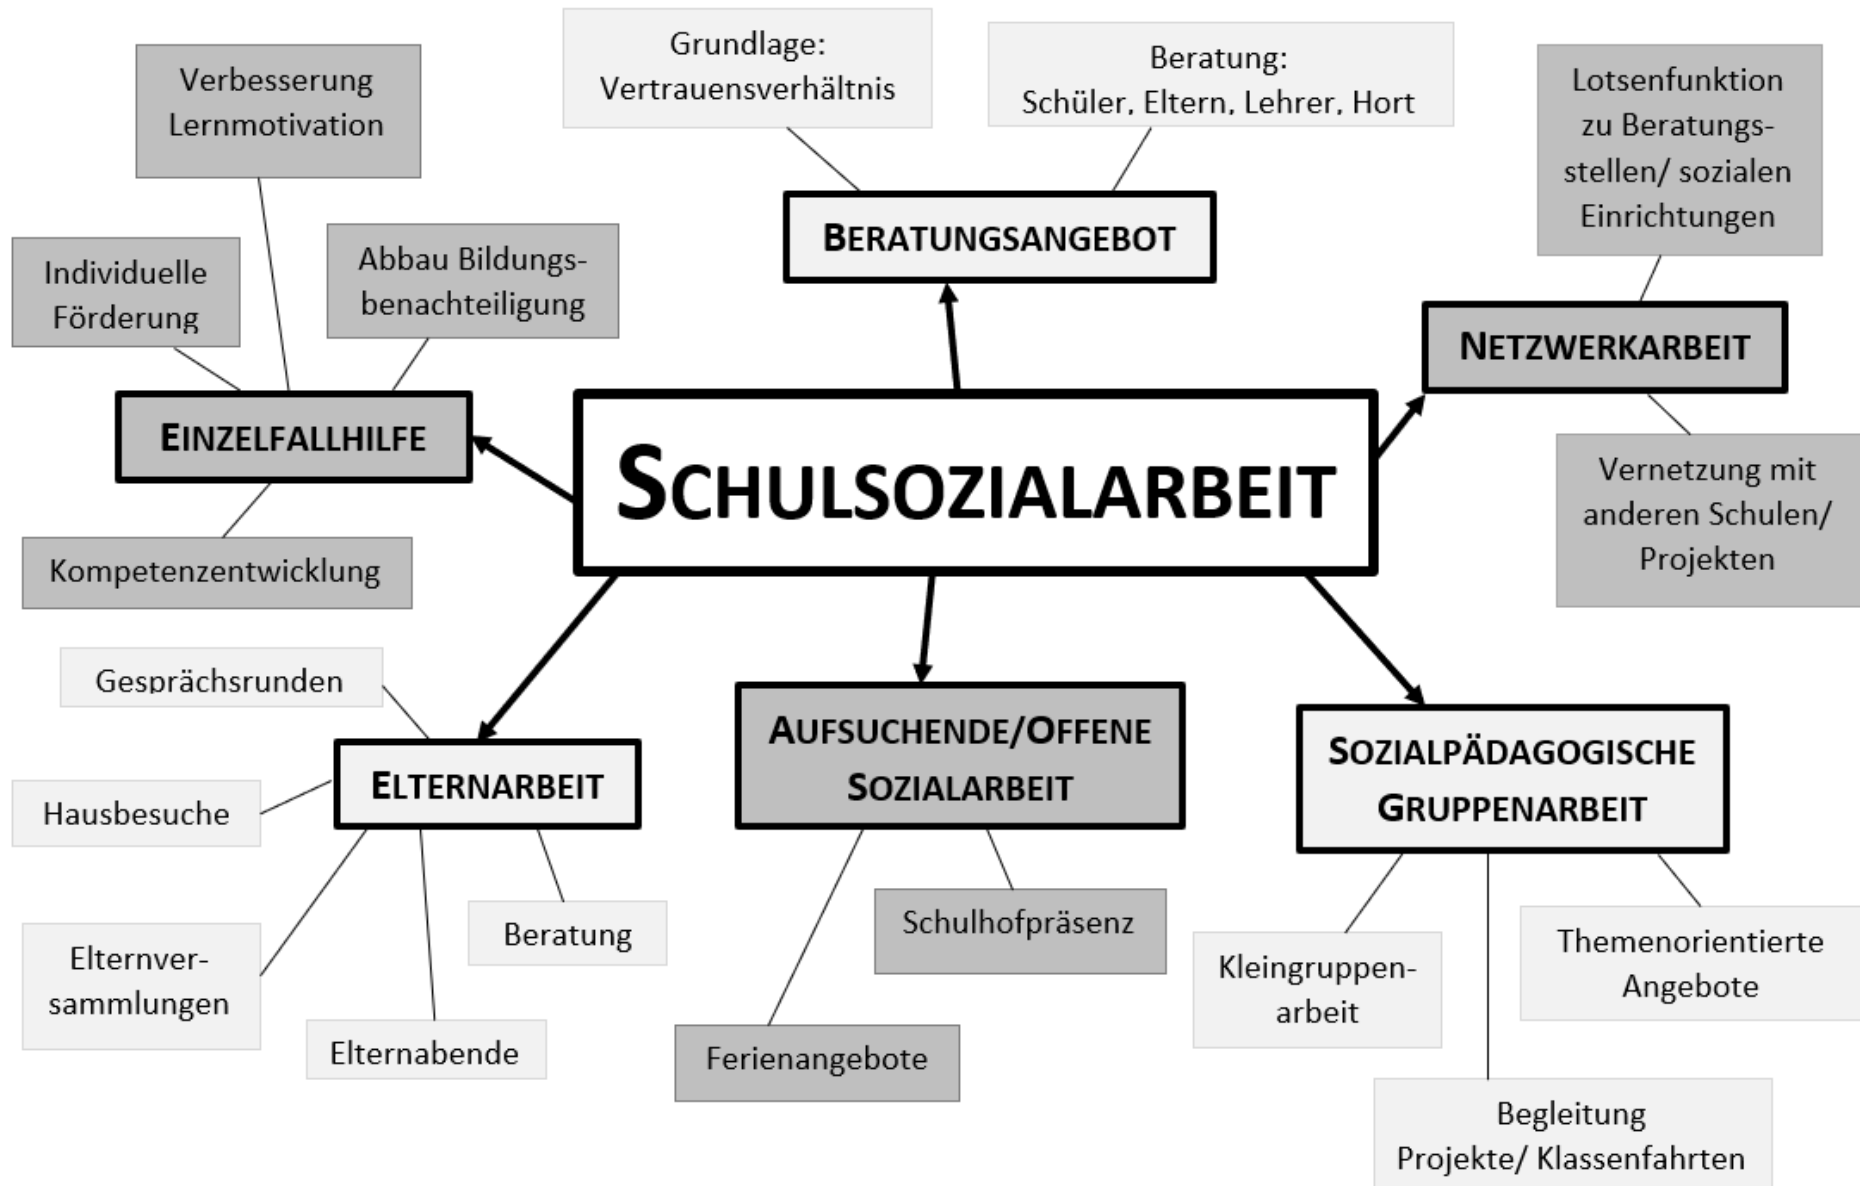 Grundlage:
Vertrauensverhältnis
Beratung:
Schüler, Eltern, Lehrer, Hort
Verbesserung
Lernmotivation
Lotsenfunktion
zu Beratungs-
stellen/ sozialen
Einrichtungen
BERATUNGSANGEBOT
Individuelle
Förderung
Abbau Bildungs-
benachteiligung
NETZWERKARBEIT
EINZELFALLHILFE
SCHULSOZIALARBEIT
Vernetzung mit
anderen Schulen/
Projekten
Kompetenzentwicklung
Gesprächsrunden
ELTERNARBEIT
AUFSUCHENDE/OFFENE
SOZIALARBEIT
SOZIALPÄDAGOGISCHE
GRUPPENARBEIT
Hausbesuche
Elternver-
sammlungen
Beratung
Elternabende
Schulhofpräsenz
Ferienangebote
Kleingruppen-
arbeit
Themenorientierte
Angebote
Begleitung
Projekte/ Klassenfahrten